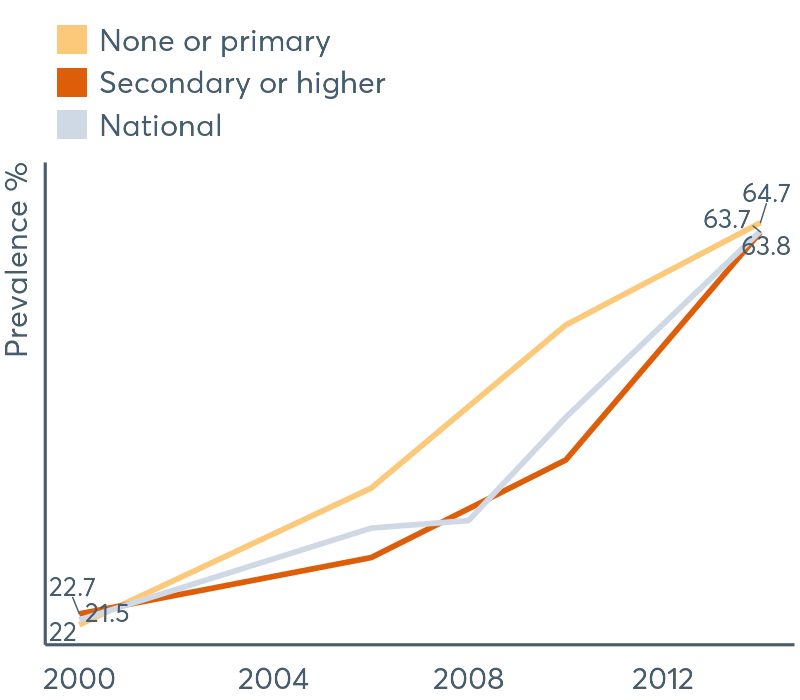 None or primary
Secondary or higher
National
Prevalence %
64.7
63.7
63.8
22.7
21.5
22
2000 2004 2008 2012